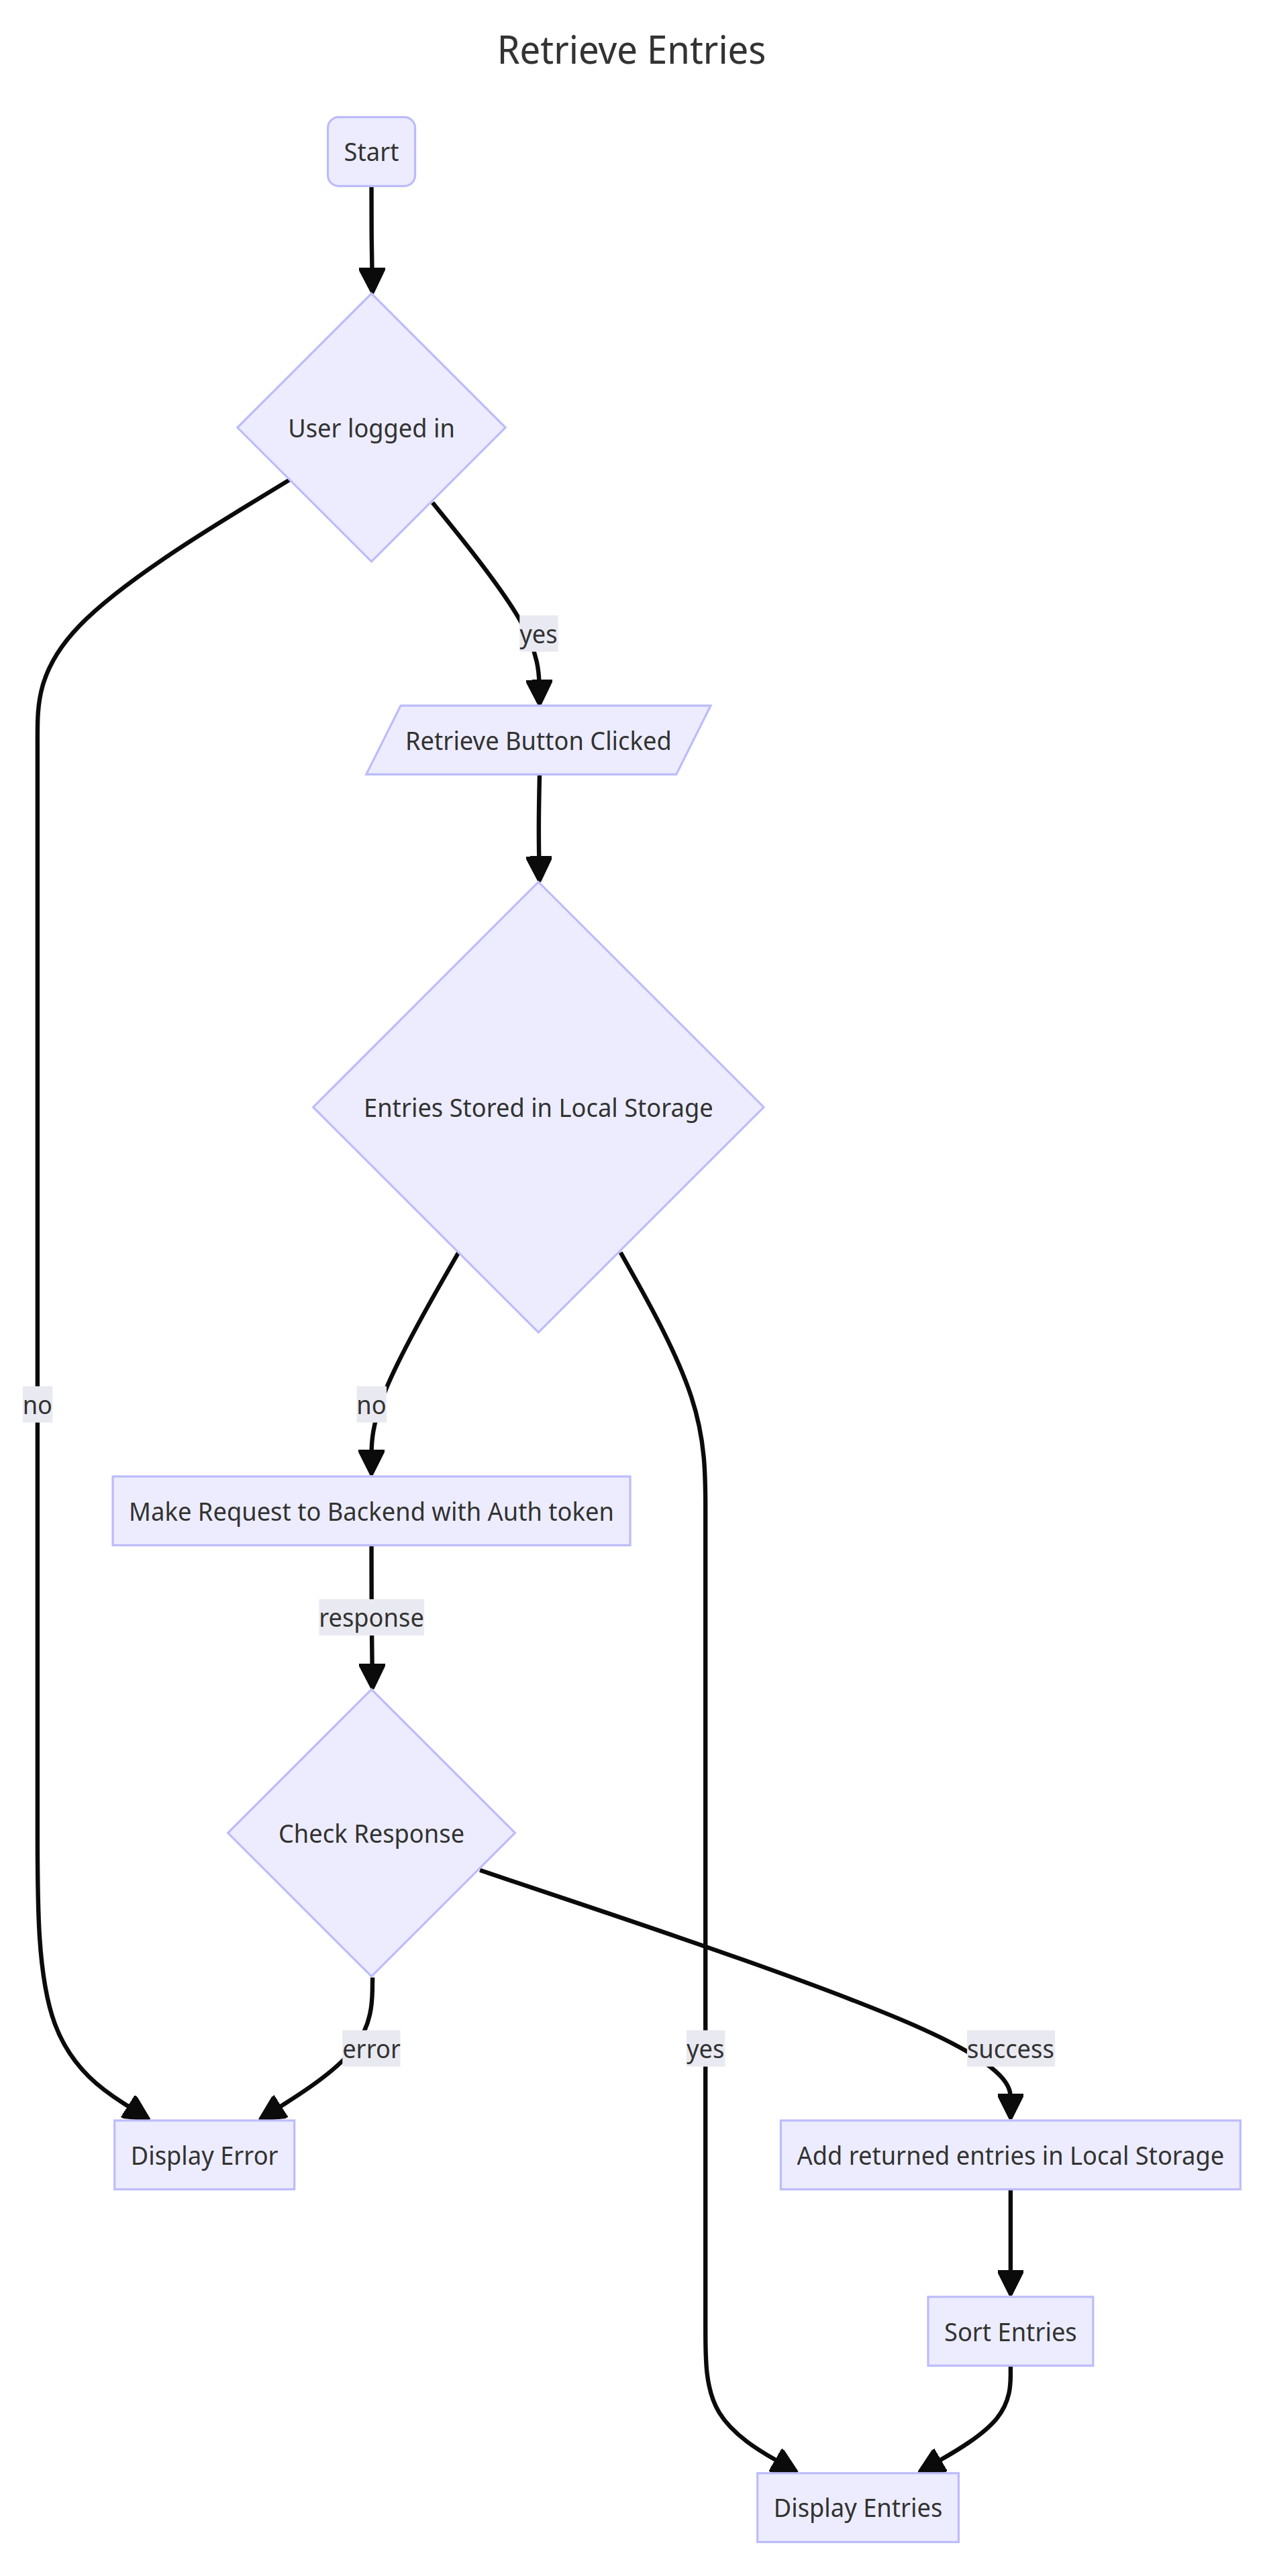 Retrieve Entries
Start
User logged in
yes
Retrieve Button Clicked
Entries Stored in Local Storage
no
no
Make Request to Backend with Auth token
response
Check Response
error
yes
success
Display Error
Add returned entries in Local Storage
Sort Entries
Display Entries